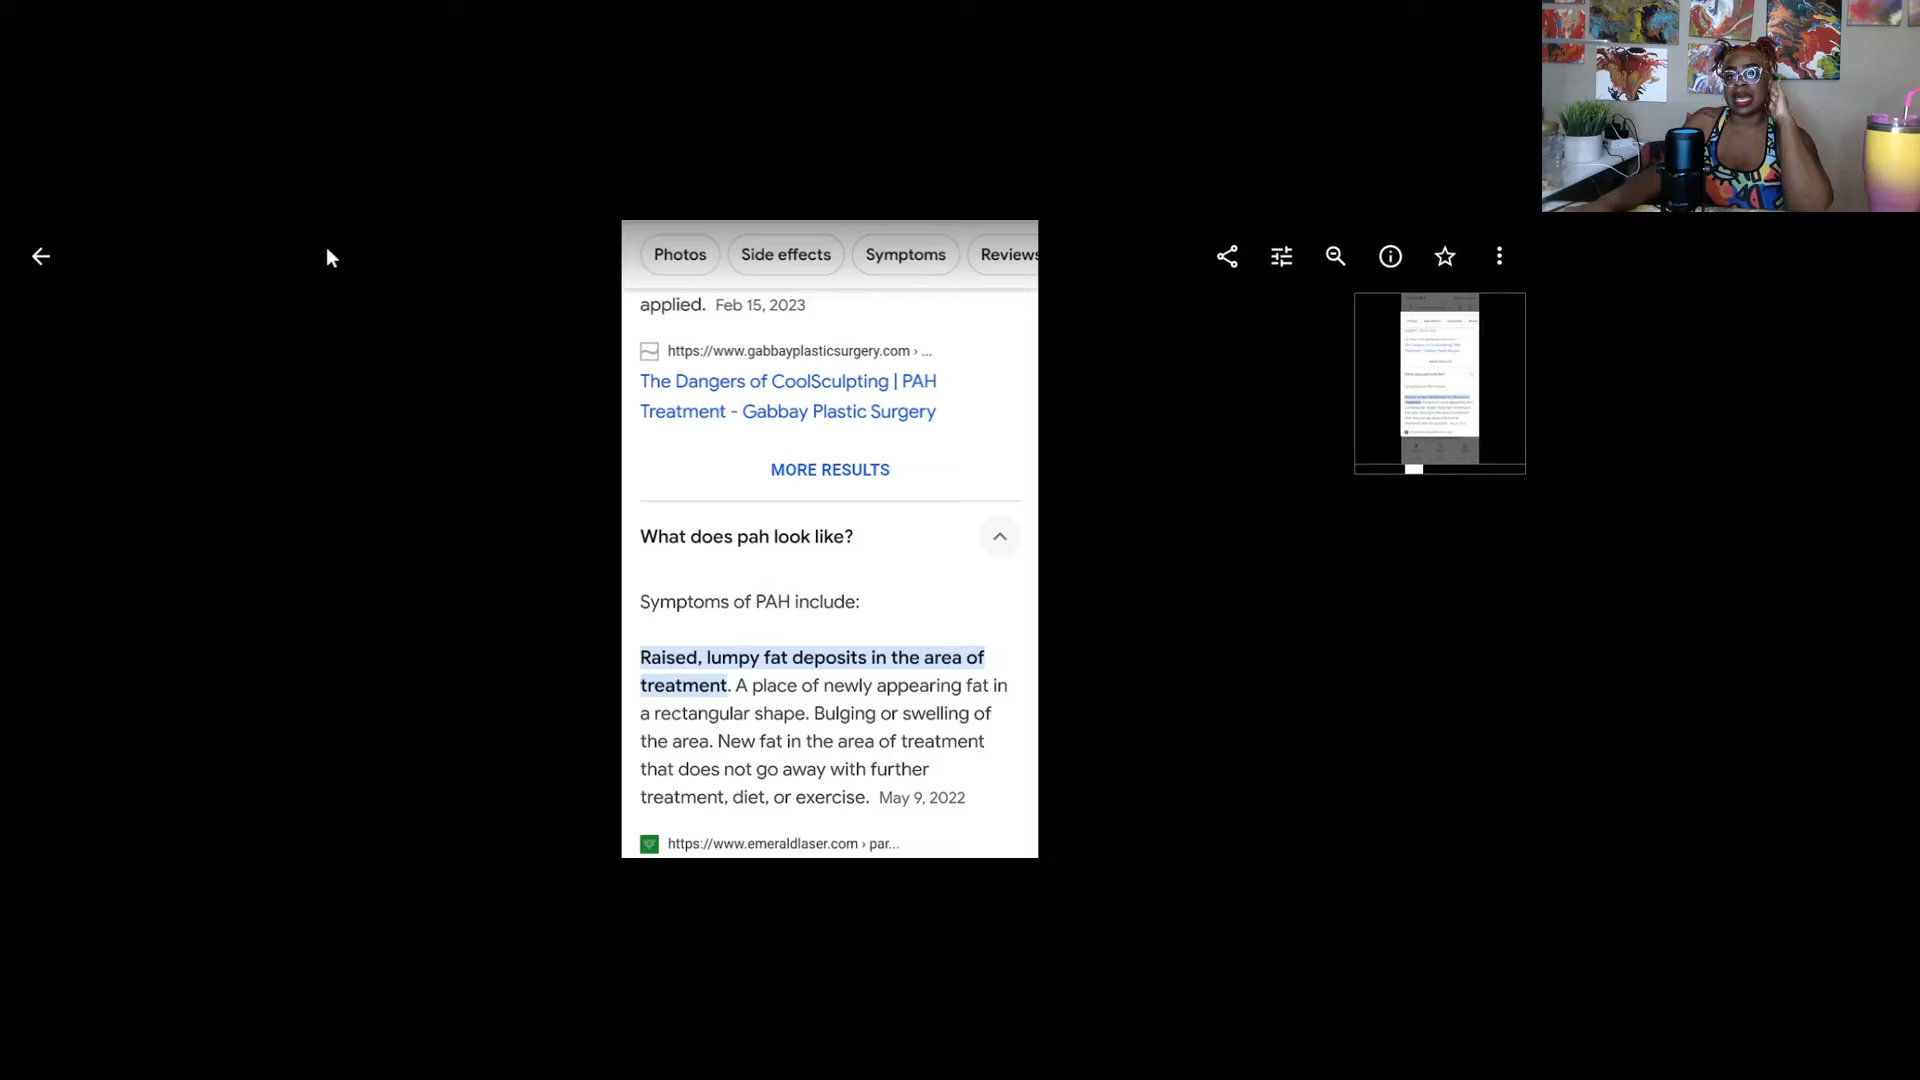 Photos Side effects Symptoms Reviews
applied. Feb 15, 2023
https://www.gabbayplasticsurgery.com › ...
The Dangers of CoolSculpting | PAH
Treatment - Gabbay Plastic Surgery
MORE RESULTS
What does pah look like?
Symptoms of PAH include:
Raised, lumpy fat deposits in the area of
treatment. A place of newly appearing fat in
a rectangular shape. Bulging or swelling of
the area. New fat in the area of treatment
that does not go away with further
treatment, diet, or exercise. May 9, 2022
https://www.emeraldlaser.com › par...